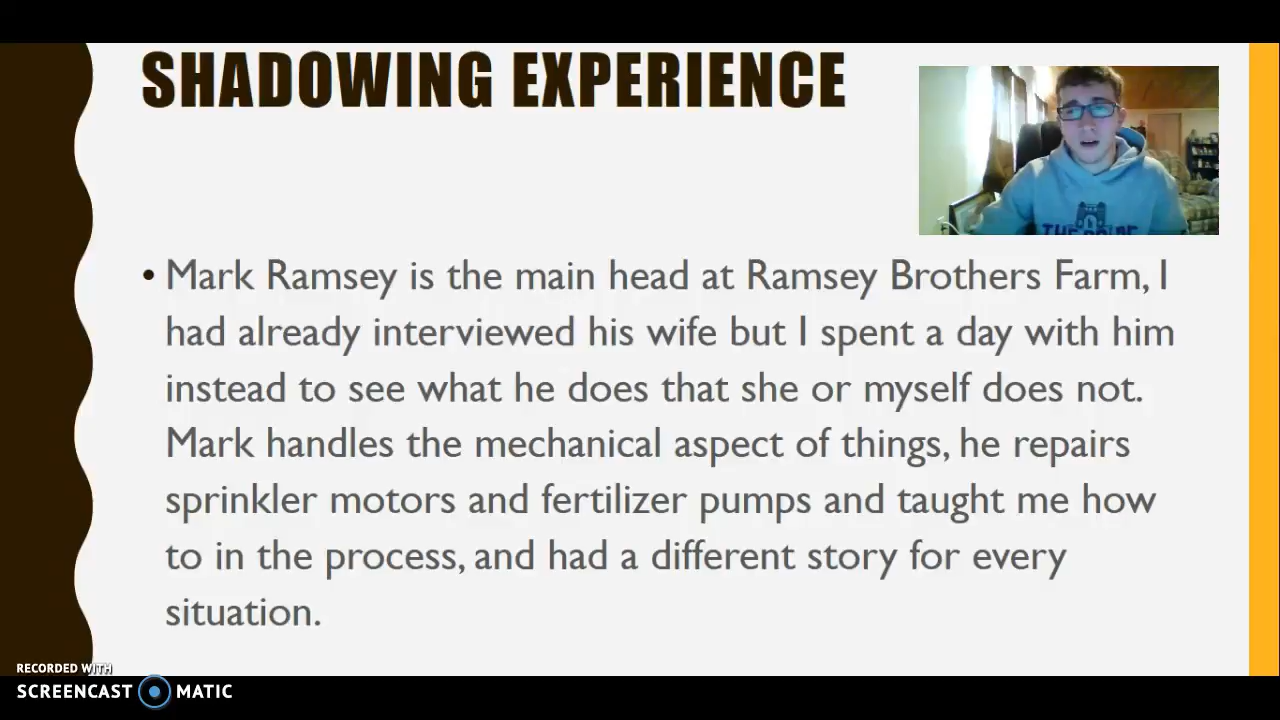 SHADOWING EXPERIENCE
• Mark Ramsey is the main head at Ramsey Brothers Farm, I
had already interviewed his wife but I spent a day with him
instead to see what he does that she or myself does not.
Mark handles the mechanical aspect of things, he repairs
sprinkler motors and fertilizer pumps and taught me how
to in the process, and had a different story for every
situation.
RECORDED WITH
SCREENCAST MATIC